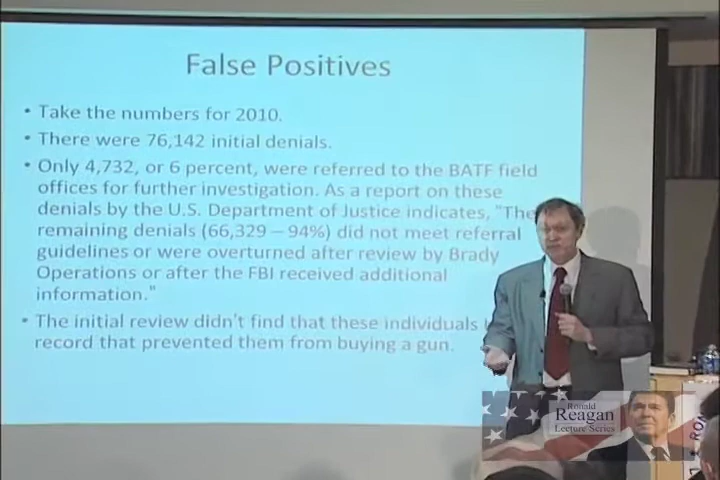 False Positives
• Take the numbers for 2010.
• There were 76,142 initial denials.
• Only 4,732, or 6 percent, were referred to the BATF field
offices for further investigation. As a report on these
denials by the U.S. Department of Justice indicates, "The
remaining denials (66,329 – 94%) did not meet referral
guidelines or were overturned after review by Brady
Operations or after the FBI received additional
information."
• The initial review didn't find that these individuals
record that prevented them from buying a gun.
Ronald
Reagan
Lecture Series